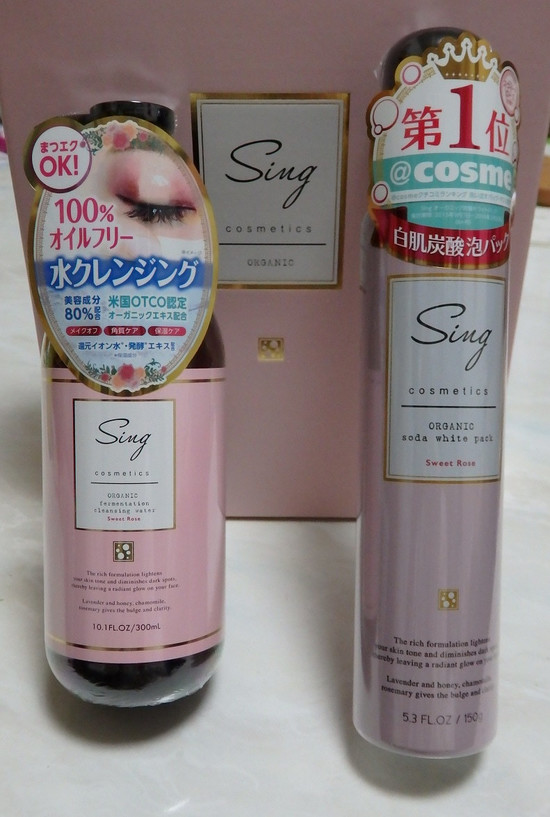 Sing
cosmetics
ORGANIC
まつエク
OK!
100%
オイルフリー
水クレンジング
美容成分
80%配合
米国OTCO認定
オーガニックエキス配合
メイクオフ 角質ケア 保湿ケア
還元イオン水・発酵エキス配合
Sing
cosmetics
ORGANIC
fermentation
cleansing water
Sweet Rose
The rich formulation lightens
your skin tone and diminishes dark spots,
thereby leaving a radiant glow on your face.
Lavender and honey, chamomile,
rosemary gives the bulge and clarity.
10.1FL.OZ/300mL
第1位
@cosme
白肌炭酸泡パック
Sing
cosmetics
ORGANIC
soda white pack
Sweet Rose
The rich formulation lightens
your skin tone and diminishes dark
thereby leaving a radiant glow on
Lavender and honey, chamomile
rosemary gives the bulge and
5.3 FL.OZ / 150g